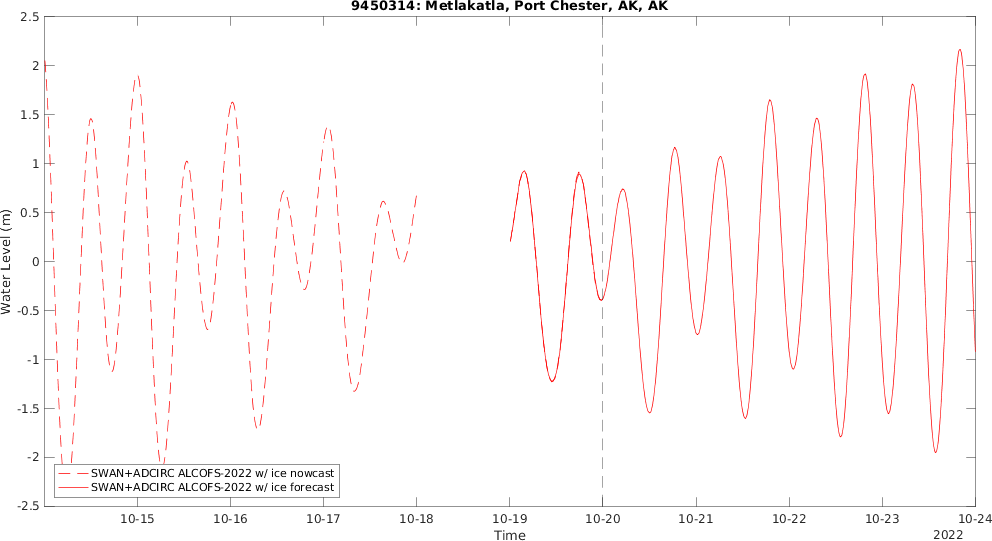 9450314: Metlakatla, Port Chester, AK, AK
Water Level (m)
2.5
2
1.5
1
0.5
0
-0.5
-1
-1.5
-2
-2.5
SWAN+ADCIRC ALCOFS-2022 w/ ice nowcast
SWAN+ADCIRC ALCOFS-2022 w/ ice forecast
10-15 10-16 10-17 10-18 10-19 10-20 10-21 10-22 10-23 10-24
Time
2022